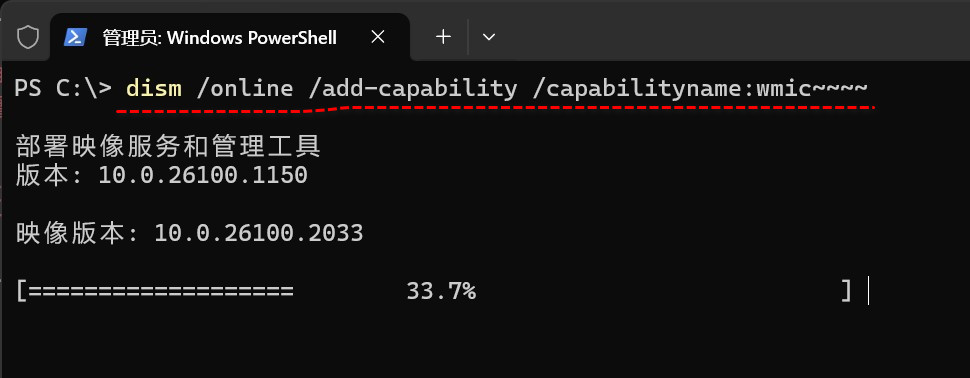 管理员: Windows PowerShell
PS C:\> dism /online /add-capability /capabilityname:wmic~~~~
部署映像服务和管理工具
版本: 10.0.26100.1150
映像版本: 10.0.26100.2033
[===================        33.7%                          ]